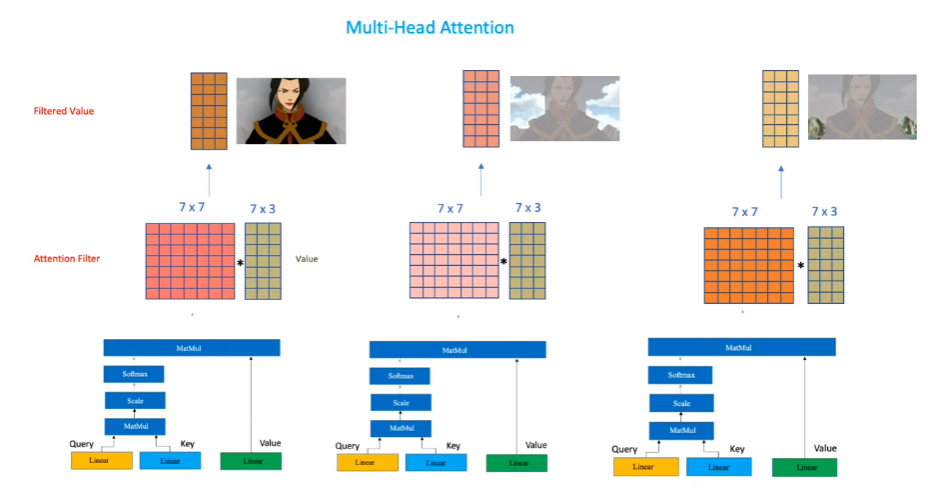 Multi-Head Attention
Filtered Value
7 x 7
7 x 3
7 x 7
7 x 3
7 x 7
7 x 3
Attention Filter
*
Value
*
*
MatMul
Softmax
Scale
MatMul
Query
Key
Value
Linear
Linear
Linear
MatMul
Softmax
Scale
MatMul
Query
Key
Value
Linear
Linear
Linear
MatMul
Softmax
Scale
MatMul
Query
Key
Value
Linear
Linear
Linear